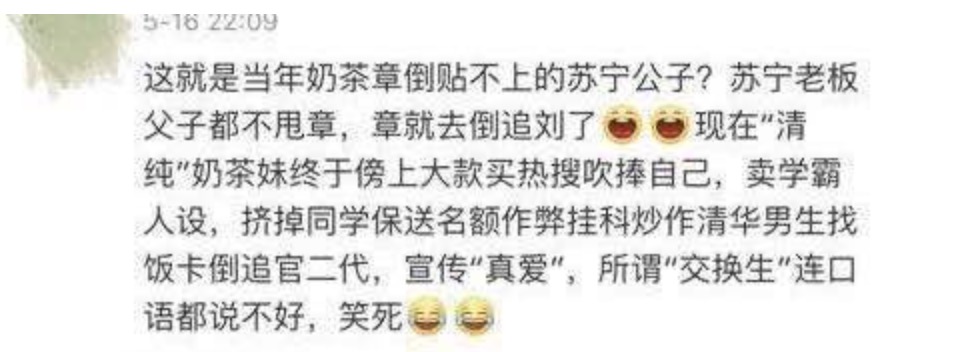 5-16 22:09
这就是当年奶茶章倒贴不上的苏宁公子？苏宁老板
父子都不甩章，章就去倒追刘了😄😄现在“清
纯”奶茶妹终于傍上大款买热搜吹捧自己，卖学霸
人设，挤掉同学保送名额作弊挂科炒作清华男生找
饭卡倒追官二代，宣传“真爱”，所谓“交换生”连口
语都说不好，笑死😂😂